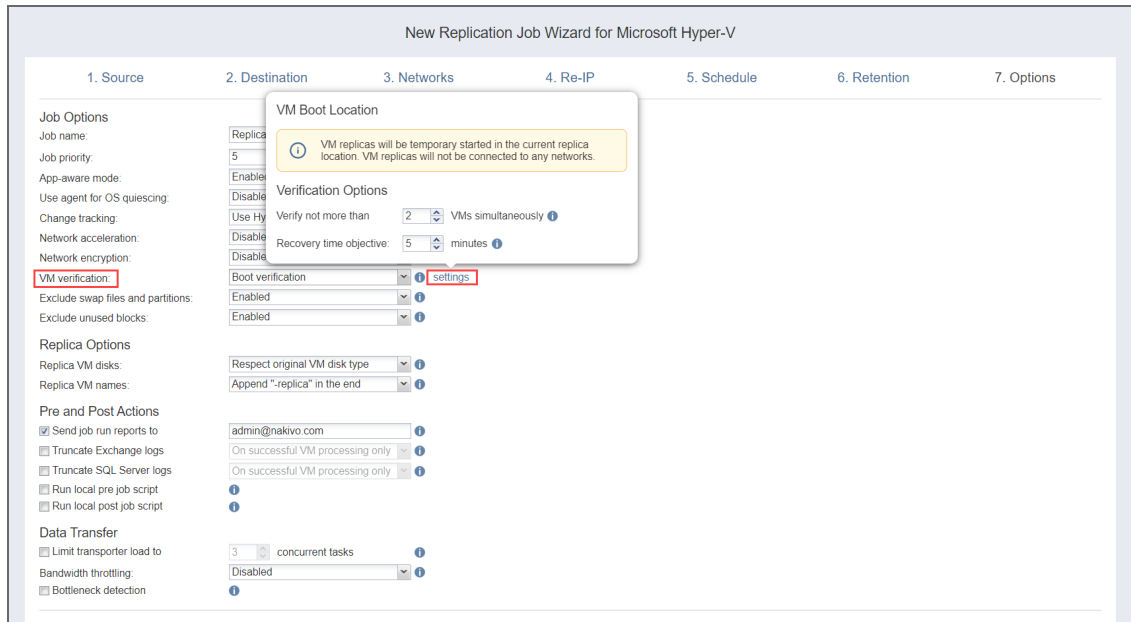 New Replication Job Wizard for Microsoft Hyper-V
1. Source 2. Destination 3. Networks 4. Re-IP 5. Schedule 6. Retention 7. Options
VM Boot Location
VM replicas will be temporary started in the current replica
location. VM replicas will not be connected to any networks.
Verification Options
Verify not more than 2 VMs simultaneously
Recovery time objective: 5 minutes
Job Options
Job name:
Job priority: 5
App-aware mode:
Use agent for OS quiescing:
Change tracking:
Network acceleration:
Network encryption:
VM verification: Boot verification settings
Exclude swap files and partitions: Enabled
Exclude unused blocks: Enabled
Replica Options
Replica VM disks: Respect original VM disk type
Replica VM names: Append "-replica" in the end
Pre and Post Actions
Send job run reports to admin@nakivo.com
Truncate Exchange logs On successful VM processing only
Truncate SQL Server logs On successful VM processing only
Run local pre job script
Run local post job script
Data Transfer
Limit transporter load to 3 concurrent tasks
Bandwidth throttling: Disabled
Bottleneck detection